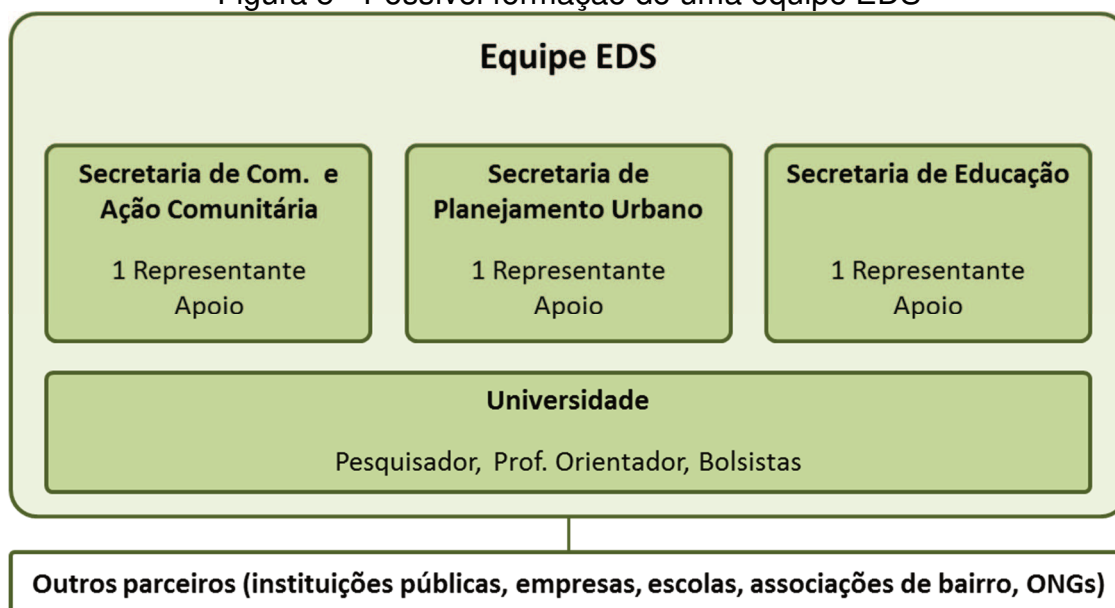 Figura 3 - Possível formação de uma equipe EDS
Equipe EDS
Secretaria de Com. e
Ação Comunitária
1 Representante
Apoio
Secretaria de
Planejamento Urbano
1 Representante
Apoio
Secretaria de Educação
1 Representante
Apoio
Universidade
Pesquisador, Prof. Orientador, Bolsistas
Outros parceiros (instituições públicas, empresas, escolas, associações de bairro, ONGs)